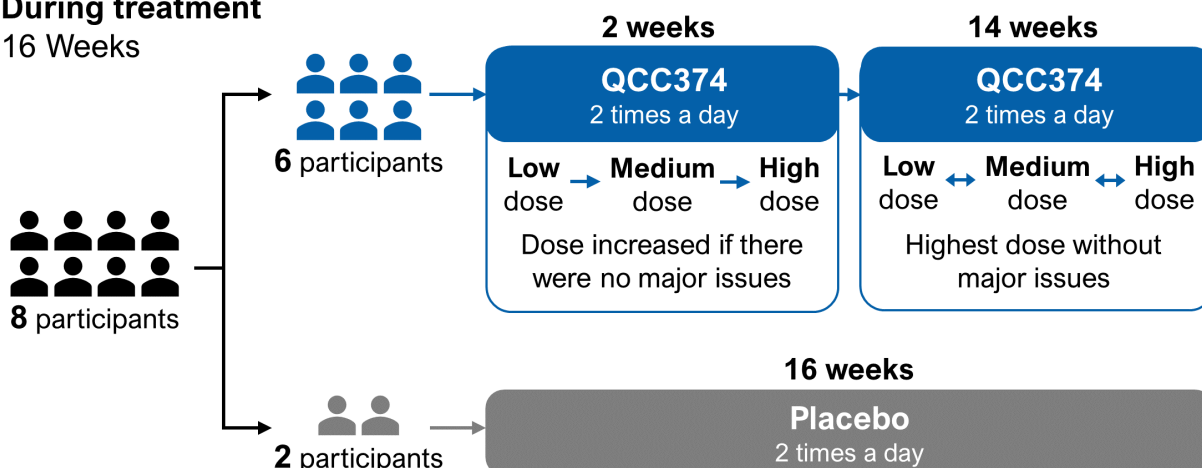 During treatment
16 Weeks
8 participants
6 participants
2 weeks
QCC374
2 times a day
Low dose
Medium dose
High dose
Dose increased if there
were no major issues
14 weeks
QCC374
2 times a day
Low dose
Medium dose
High dose
Highest dose without
major issues
2 participants
16 weeks
Placebo
2 times a day